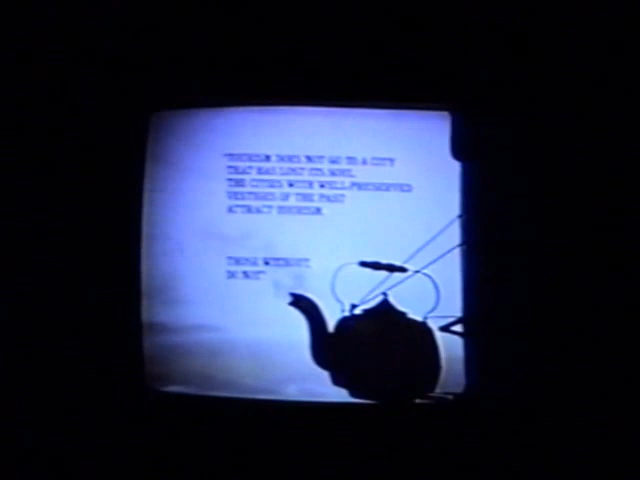 "TOURISM DOES NOT GO TO A CITY
THAT HAS LOST ITS SOUL.
THE CITIES WITH WELL-PRESERVED
VESTIGES OF THE PAST
ATTRACT TOURISM.
THOSE WITHOUT,
DO NOT"